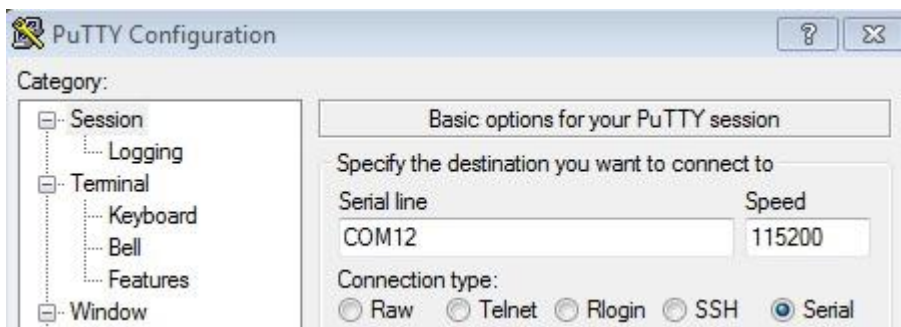 PuTTY Configuration
Category:
Session
Logging
Terminal
Keyboard
Bell
Features
Window
Basic options for your PuTTY session
Specify the destination you want to connect to
Serial line Speed
COM12 115200
Connection type:
Raw Telnet Rlogin SSH Serial